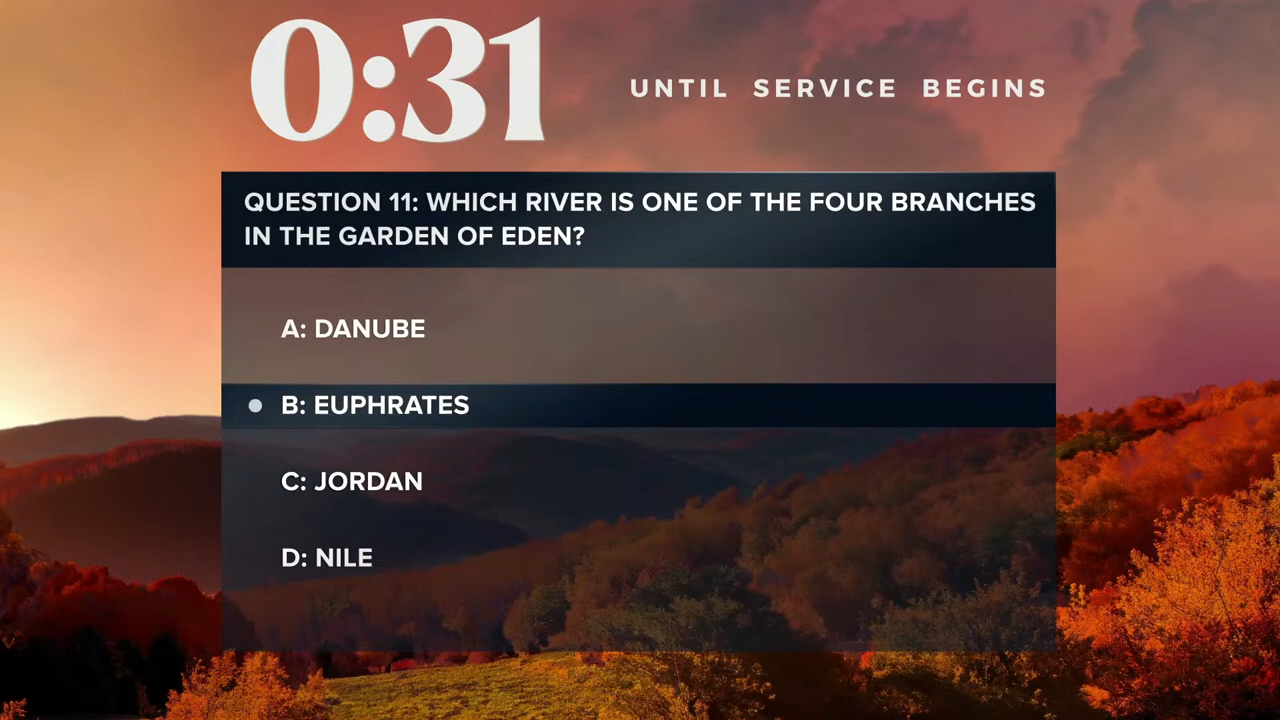 0:31
UNTIL SERVICE BEGINS
QUESTION 11: WHICH RIVER IS ONE OF THE FOUR BRANCHES
IN THE GARDEN OF EDEN?
A: DANUBE
B: EUPHRATES
C: JORDAN
D: NILE